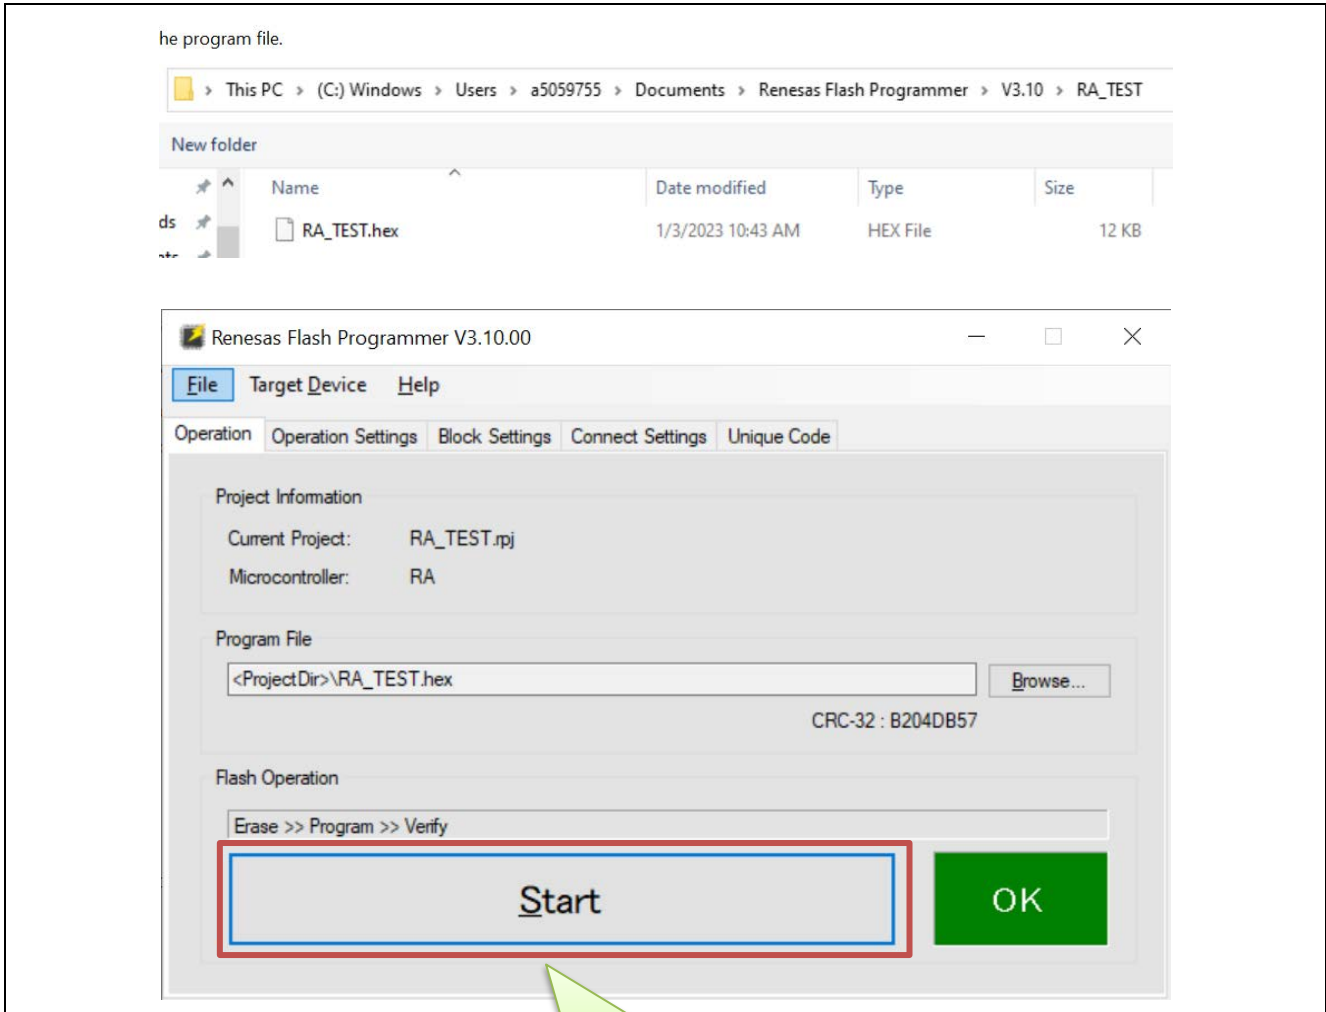 he program file.
This PC > (C:) Windows > Users > a5059755 > Documents > Renesas Flash Programmer > V3.10 > RA_TEST
New folder
Name Date modified Type Size
ds
RA_TEST.hex 1/3/2023 10:43 AM HEX File 12 KB
Renesas Flash Programmer V3.10.00
File Target Device Help
Operation Operation Settings Block Settings Connect Settings Unique Code
Project Information
Current Project: RA_TEST.rpj
Microcontroller: RA
Program File
<ProjectDir>\RA_TEST.hex Browse...
CRC-32 : B204DB57
Flash Operation
Erase >> Program >> Verify
Start OK